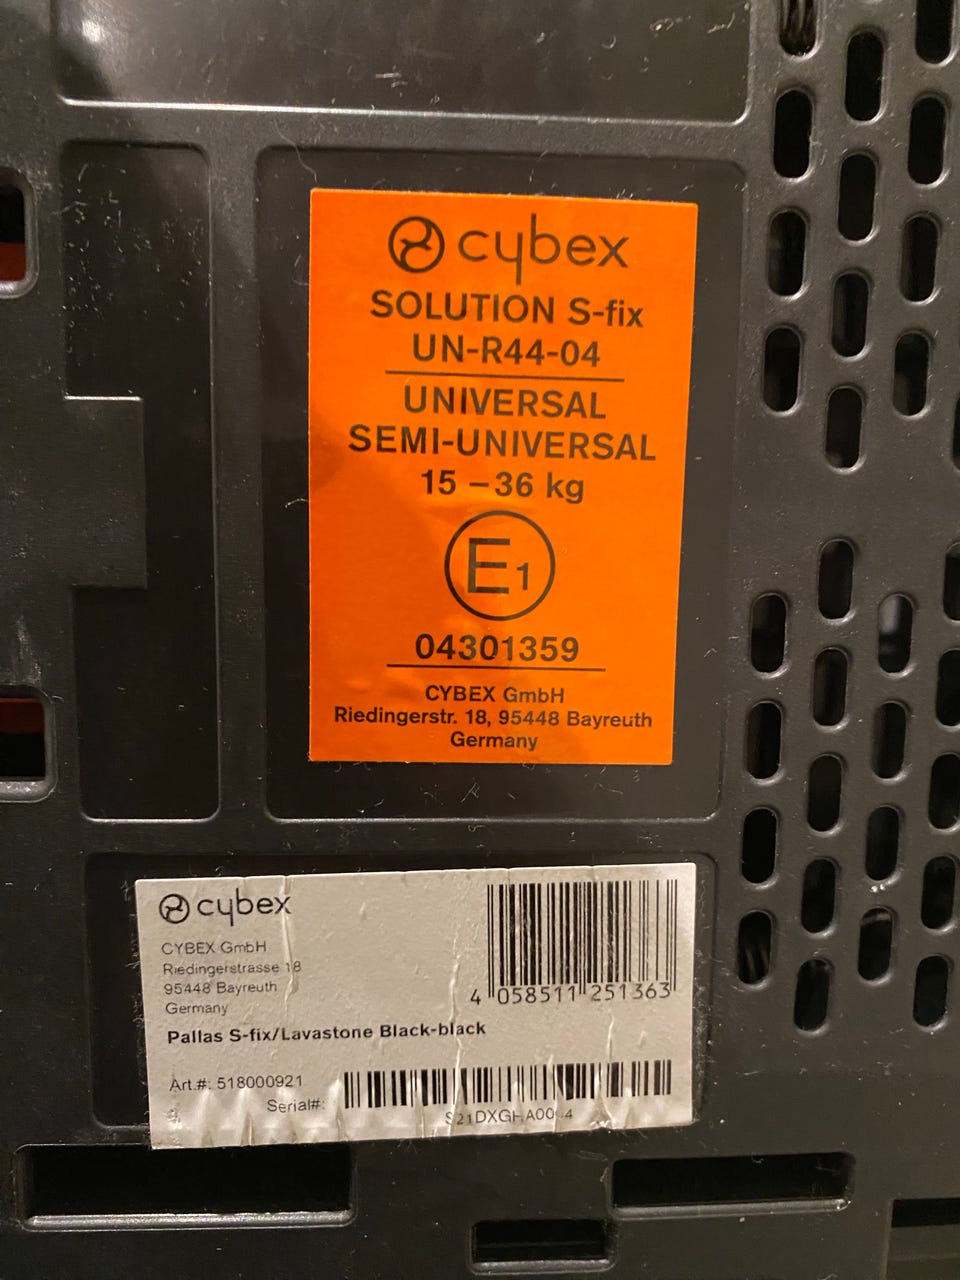 cybex
SOLUTION S-fix
UN-R44-04
UNIVERSAL
SEMI-UNIVERSAL
15 – 36 kg
E1
04301359
CYBEX GmbH
Riedingerstr. 18, 95448 Bayreuth
Germany
cybex
CYBEX GmbH
Riedingerstrasse 18
95448 Bayreuth
Germany
4 058511 251363
Pallas S-fix/Lavastone Black-black
Art.#: 518000921
Serial#: